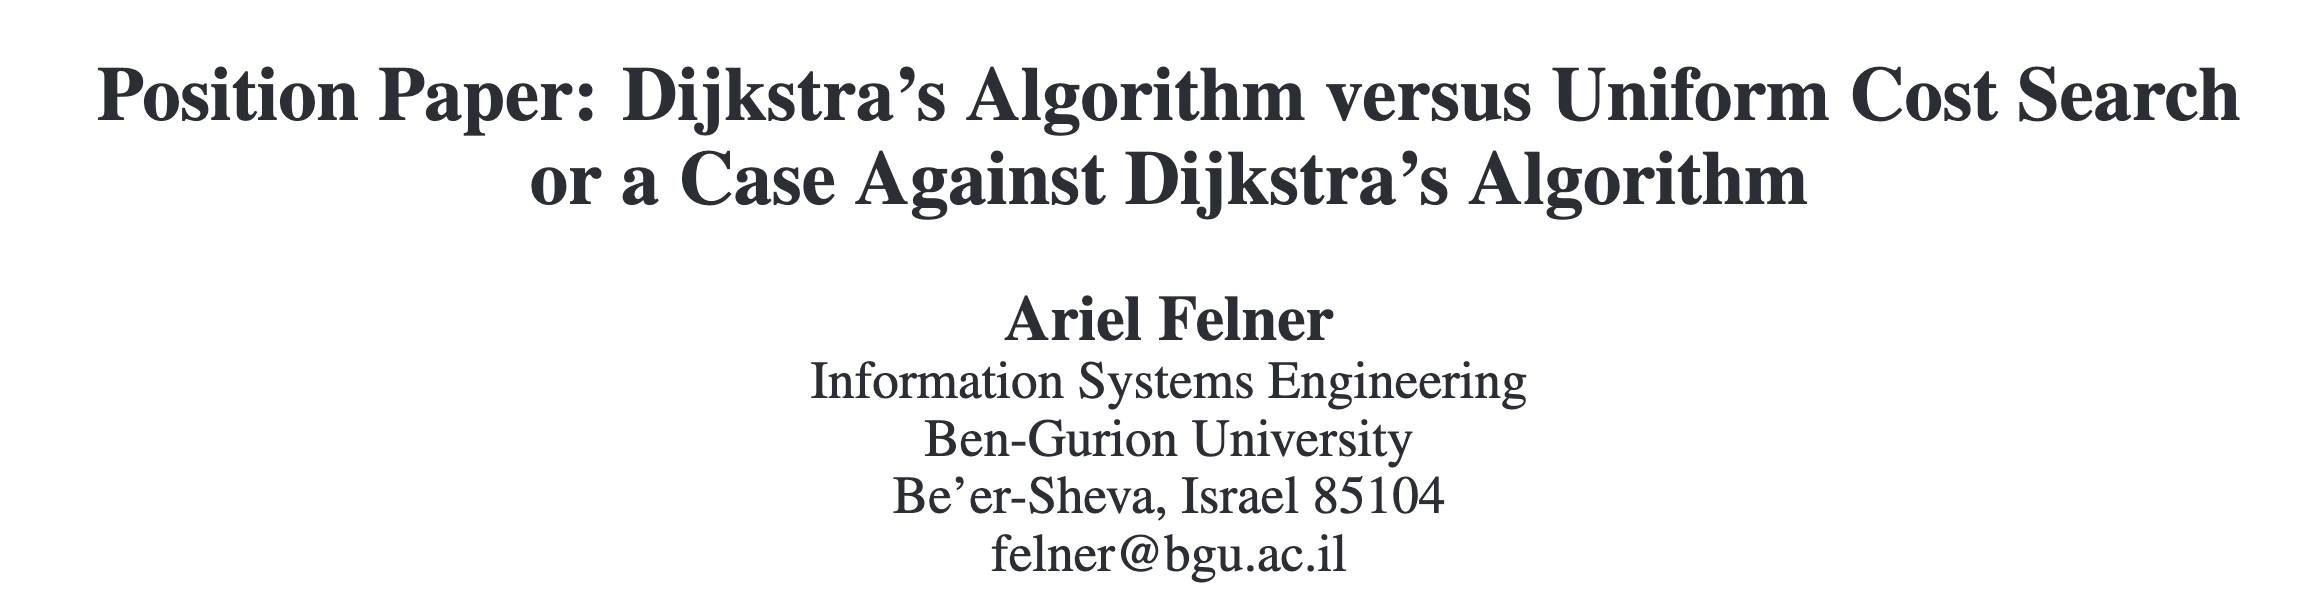 Position Paper: Dijkstra’s Algorithm versus Uniform Cost Search
or a Case Against Dijkstra’s Algorithm
Ariel Felner
Information Systems Engineering
Ben-Gurion University
Be’er-Sheva, Israel 85104
felner@bgu.ac.il